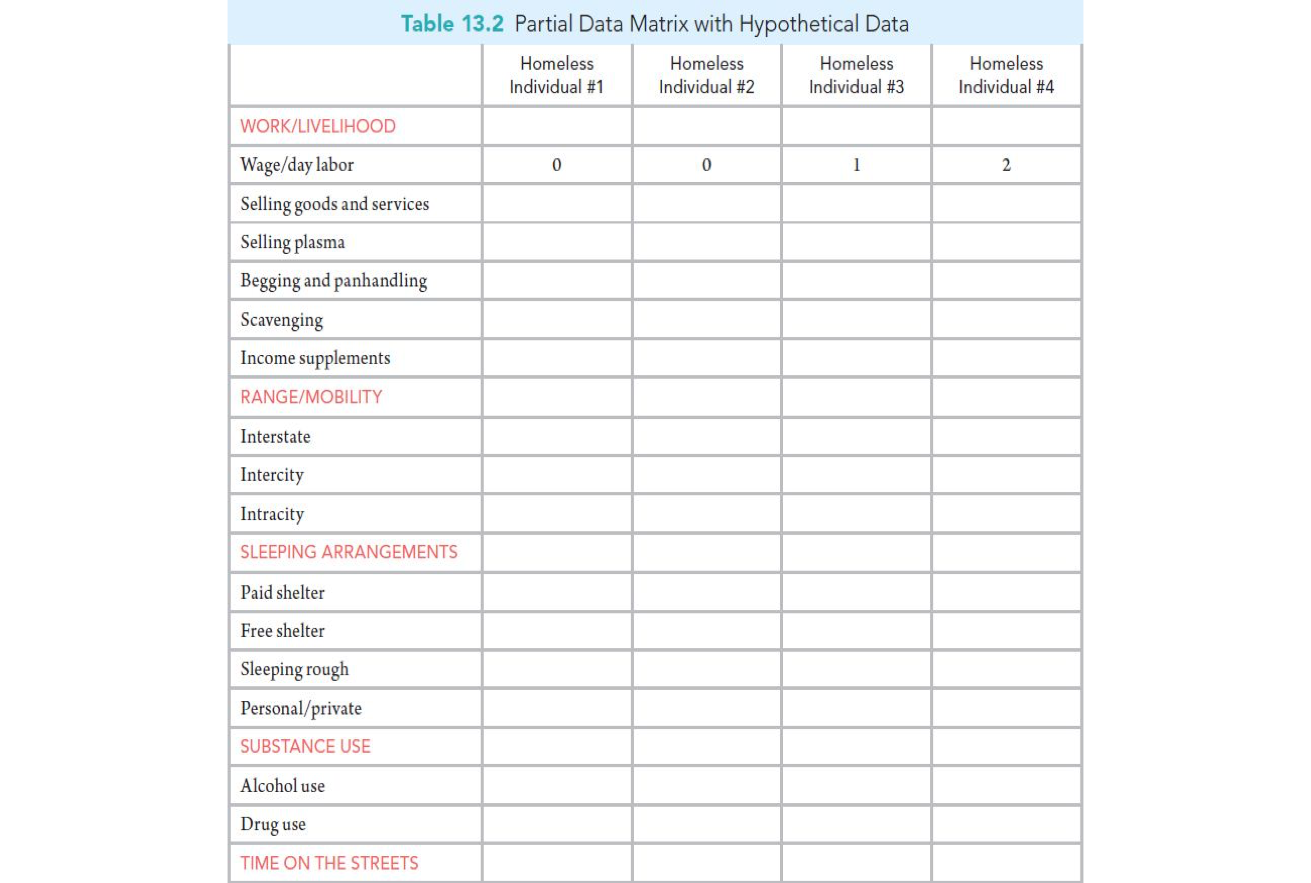 Table 13.2 Partial Data Matrix with Hypothetical Data
Homeless Homeless Homeless Homeless
Individual #1 Individual #2 Individual #3 Individual #4
WORK/LIVELIHOOD
Wage/day labor 0 0 1 2
Selling goods and services
Selling plasma
Begging and panhandling
Scavenging
Income supplements
RANGE/MOBILITY
Interstate
Intercity
Intracity
SLEEPING ARRANGEMENTS
Paid shelter
Free shelter
Sleeping rough
Personal/private
SUBSTANCE USE
Alcohol use
Drug use
TIME ON THE STREETS